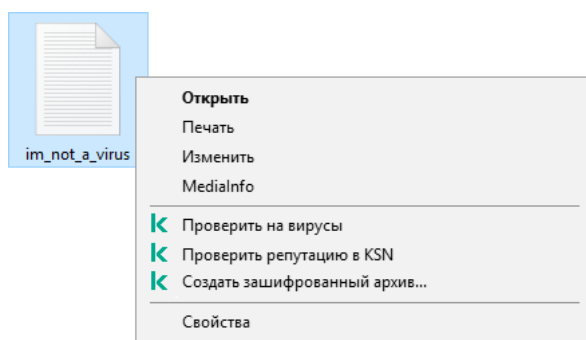 im_not_a_virus
Открыть
Печать
Изменить
MediaInfo
Проверить на вирусы
Проверить репутацию в KSN
Создать зашифрованный архив...
Свойства